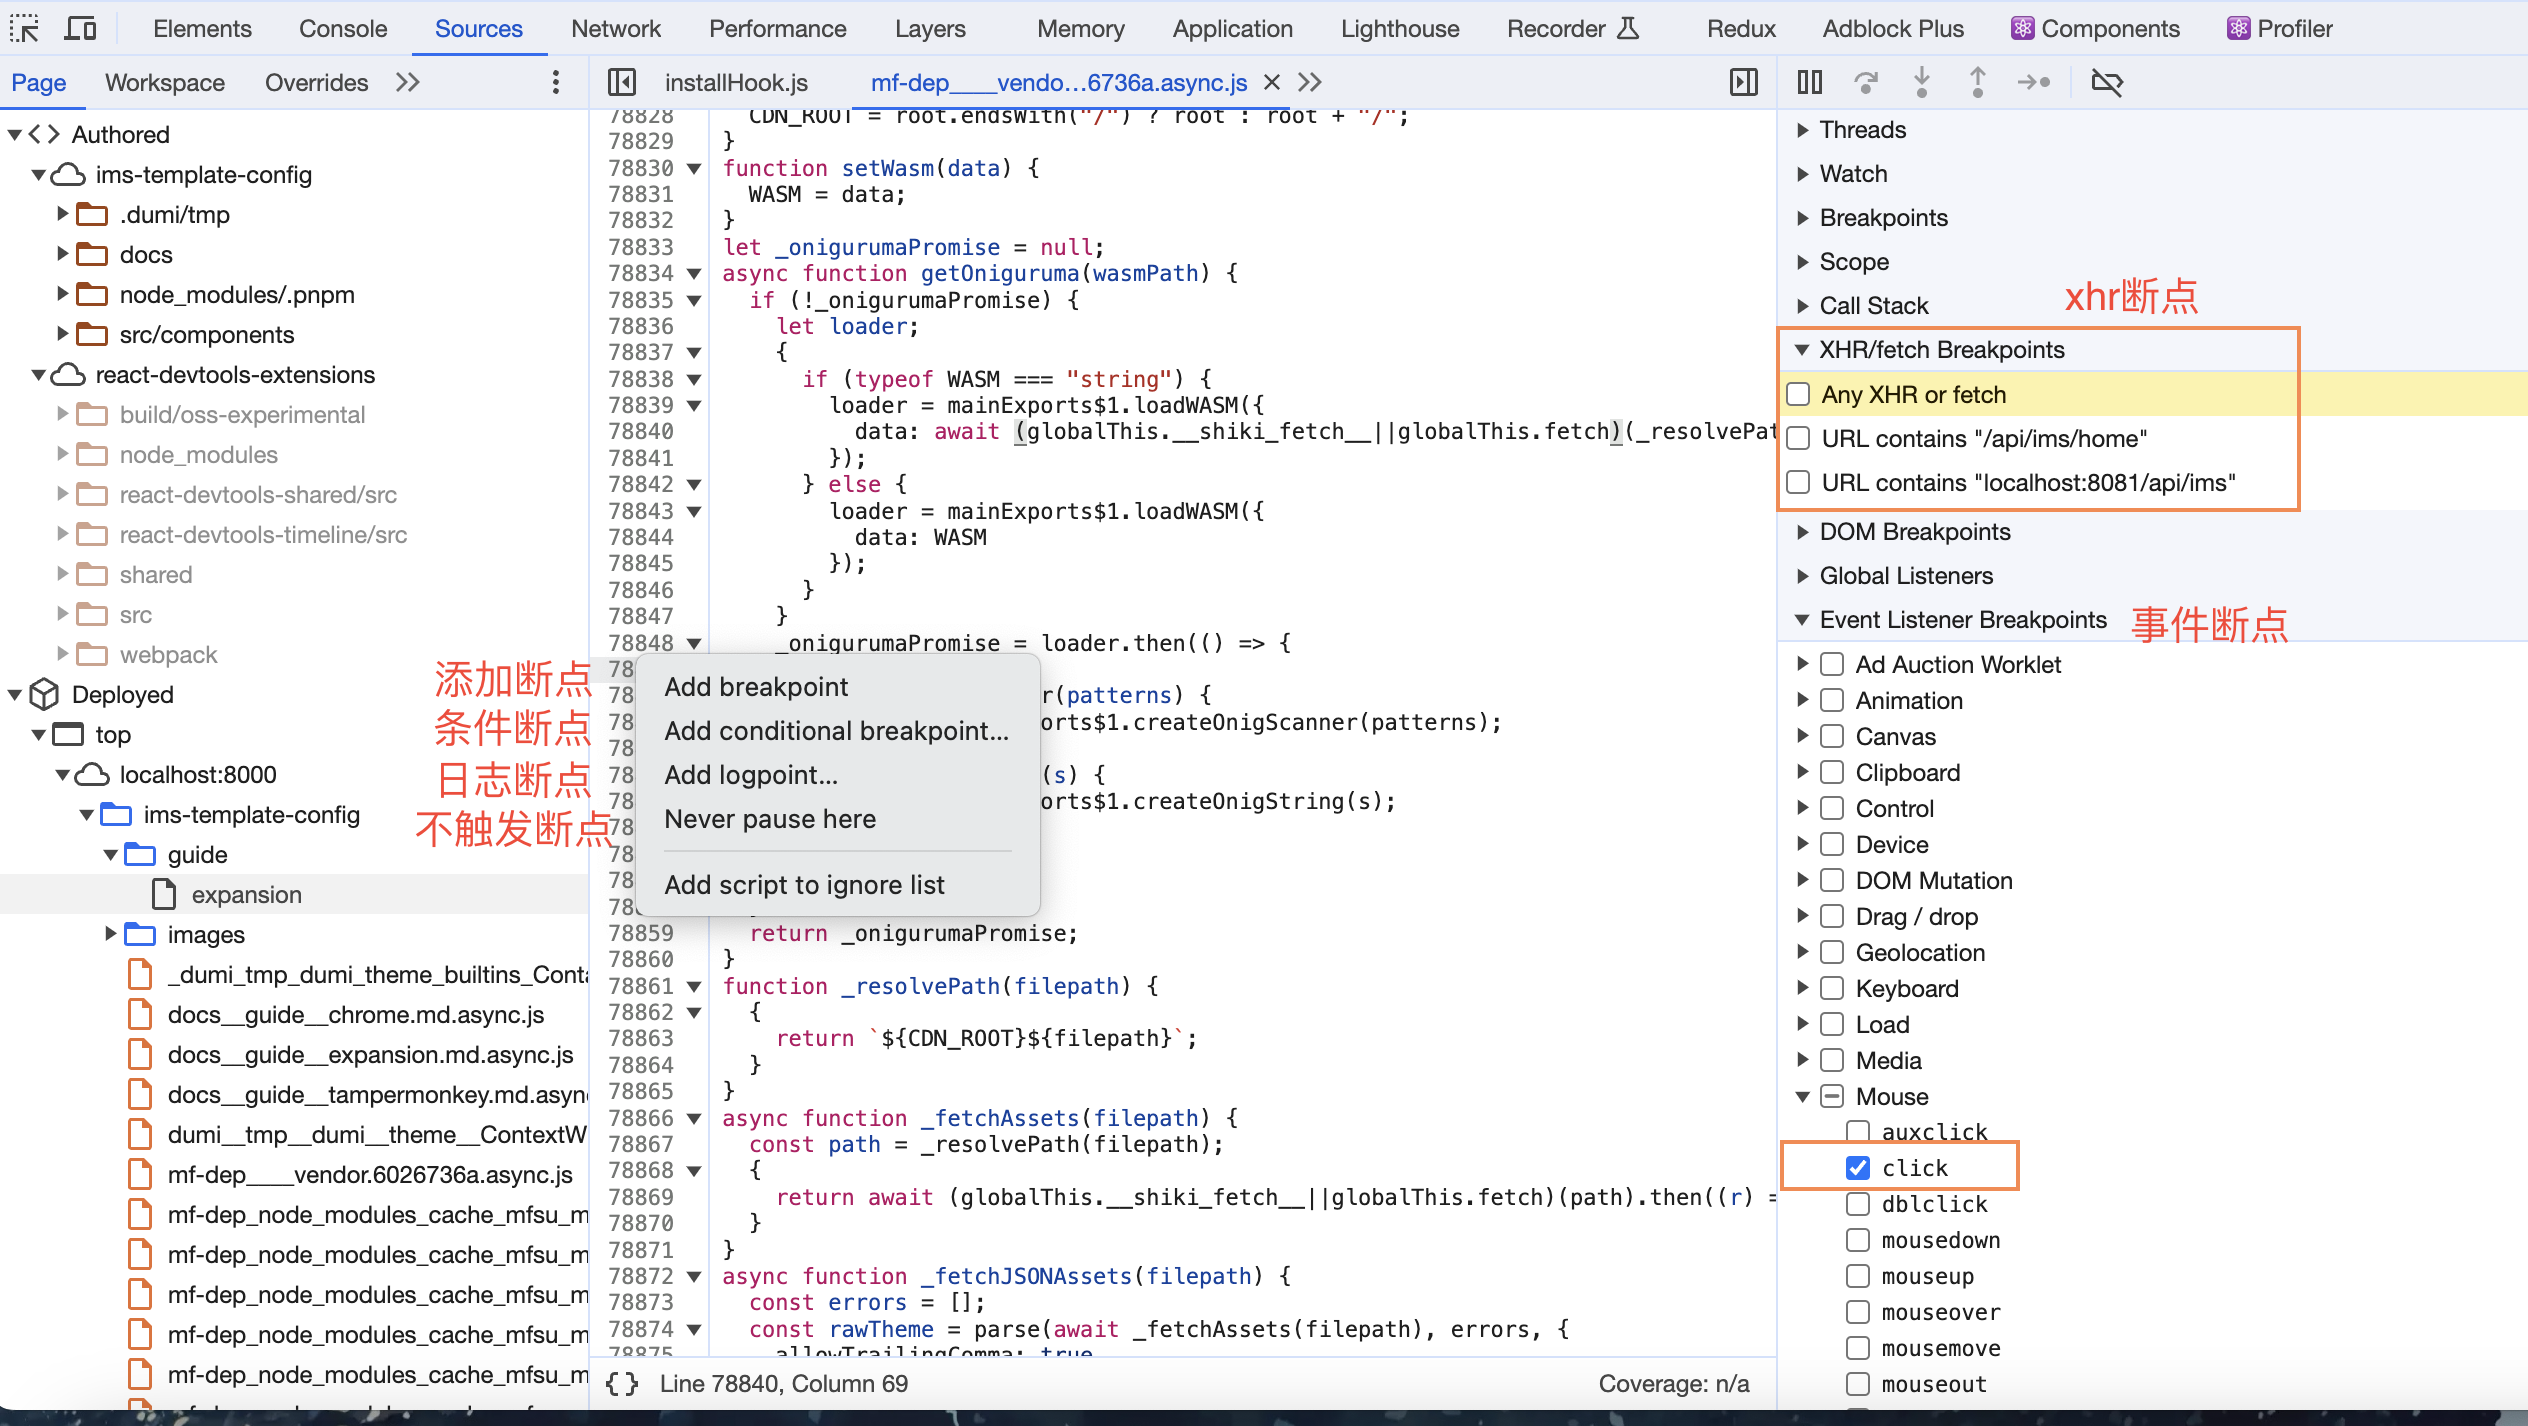 Elements Console Sources Network Performance Layers Memory Application Lighthouse Recorder Redux Adblock Plus Components Profiler
Page Workspace Overrides
Authored
ims-template-config
.dumi/tmp
docs
node_modules/.pnpm
src/components
react-devtools-extensions
build/oss-experimental
node_modules
react-devtools-shared/src
react-devtools-timeline/src
shared
src
webpack
Deployed
top
localhost:8000
ims-template-config
guide
expansion
images
_dumi_tmp_dumi_theme_builtins_Conta
docs__guide__chrome.md.async.js
docs__guide__expansion.md.async.js
docs__guide__tampermonkey.md.asyn
dumi__tmp__dumi__theme__ContextW
mf-dep____vendor.6026736a.async.js
mf-dep_node_modules_cache_mfsu_m
mf-dep_node_modules_cache_mfsu_m
mf-dep_node_modules_cache_mfsu_m
mf-dep_node_modules_cache_mfsu_m
mf-dep_node_modules_cache_mfsu_m
添加断点
条件断点
日志断点
不触发断点
installHook.js mf-dep____vendo…6736a.async.js
78828 CDN_ROOT = root.endsWith("/") ? root : root + "/";
78829 }
78830 function setWasm(data) {
78831 WASM = data;
78832 }
78833 let _onigurumaPromise = null;
78834 async function getOniguruma(wasmPath) {
78835 if (!_onigurumaPromise) {
78836 let loader;
78837 {
78838 if (typeof WASM === "string") {
78839 loader = mainExports$1.loadWASM({
78840 data: await (globalThis.__shiki_fetch__||globalThis.fetch)(_resolvePat
78841 });
78842 } else {
78843 loader = mainExports$1.loadWASM({
78844 data: WASM
78845 });
78846 }
78847 }
78848 _onigurumaPromise = loader.then(() => {
78
78 r(patterns) {
78 orts$1.createOnigScanner(patterns);
78
78 (s) {
78 orts$1.createOnigString(s);
78
78
78
78
Add breakpoint
Add conditional breakpoint...
Add logpoint...
Never pause here
Add script to ignore list
78859 return _onigurumaPromise;
78860 }
78861 function _resolvePath(filepath) {
78862 {
78863 return `${CDN_ROOT}${filepath}`;
78864 }
78865 }
78866 async function _fetchAssets(filepath) {
78867 const path = _resolvePath(filepath);
78868 {
78869 return await (globalThis.__shiki_fetch__||globalThis.fetch)(path).then((r) =
78870 }
78871 }
78872 async function _fetchJSONAssets(filepath) {
78873 const errors = [];
78874 const rawTheme = parse(await _fetchAssets(filepath), errors, {
78875 allowTrailingComma: true
{ } Line 78840, Column 69 Coverage: n/a
Threads
Watch
Breakpoints
Scope
Call Stack
xhr断点
XHR/fetch Breakpoints
Any XHR or fetch
URL contains "/api/ims/home"
URL contains "localhost:8081/api/ims"
DOM Breakpoints
Global Listeners
Event Listener Breakpoints 事件断点
Ad Auction Worklet
Animation
Canvas
Clipboard
Control
Device
DOM Mutation
Drag / drop
Geolocation
Keyboard
Load
Media
Mouse
auxclick
click
dblclick
mousedown
mouseup
mouseover
mousemove
mouseout